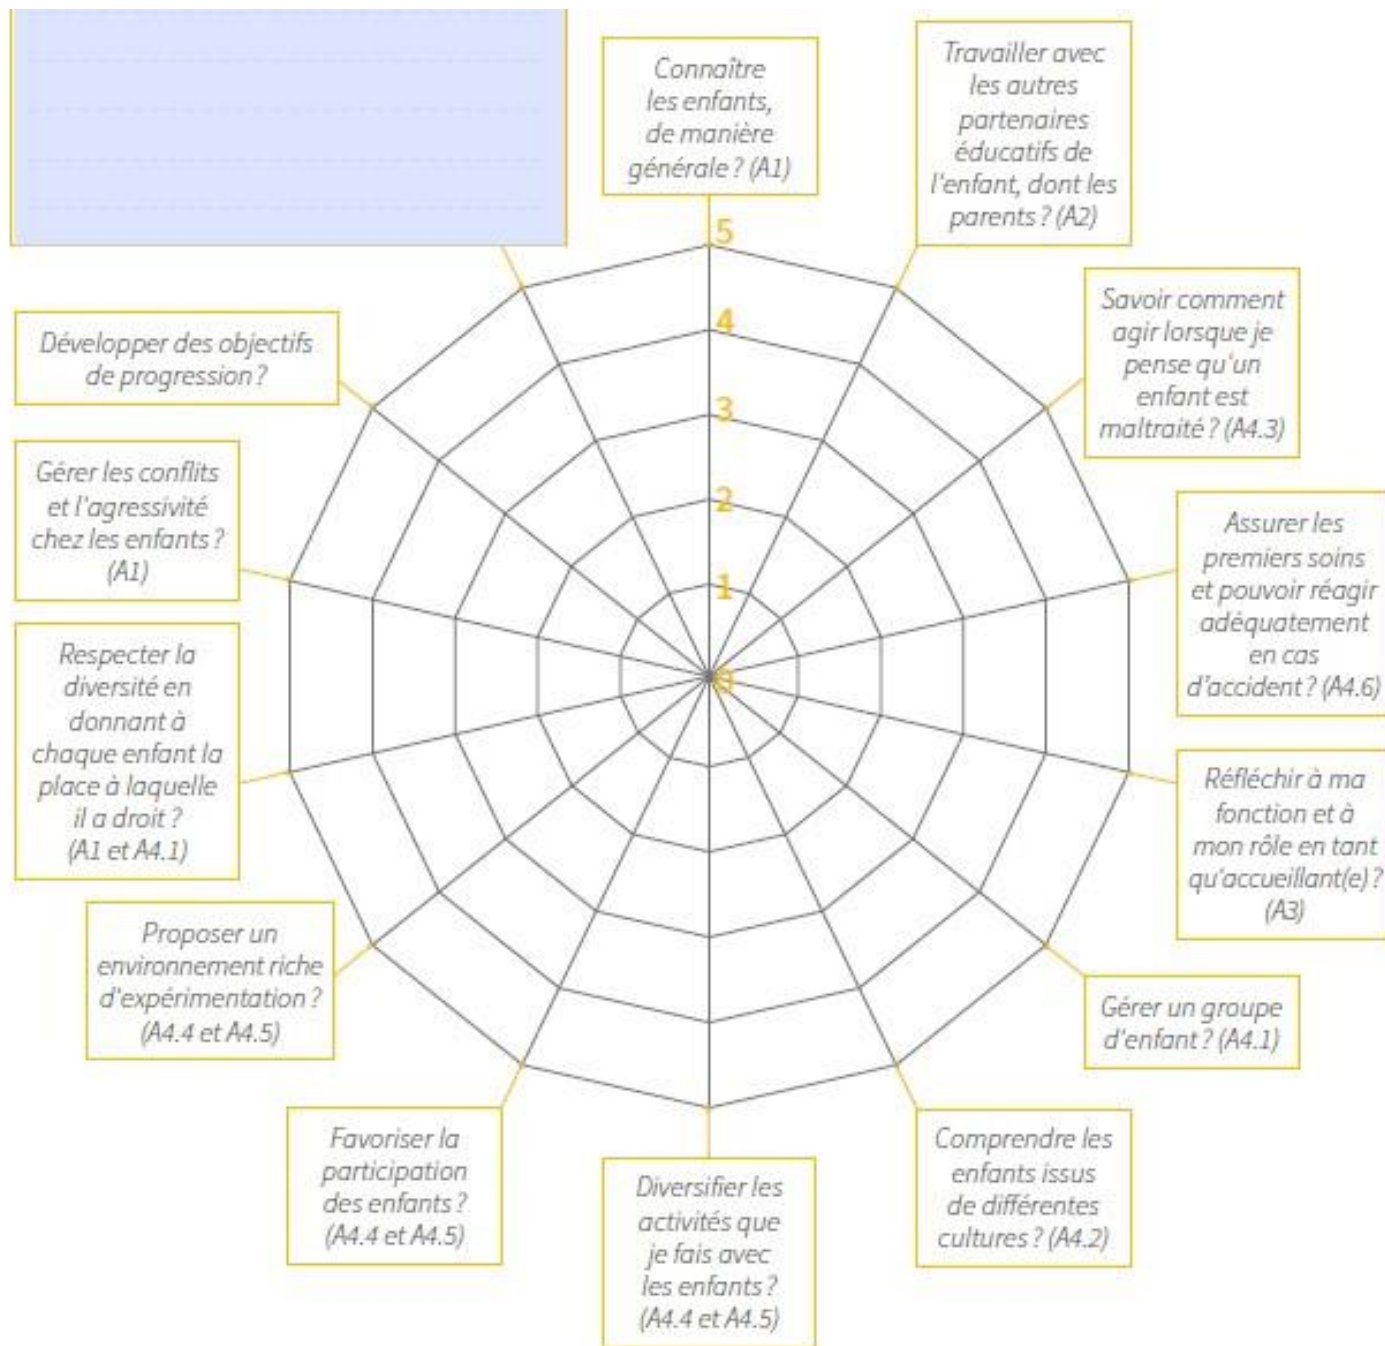 Connaître
les enfants,
de manière
générale ? (A1)
Travailler avec
les autres
partenaires
éducatifs de
l'enfant, dont les
parents ? (A2)
Savoir comment
agir lorsque je
pense qu'un
enfant est
maltraité ? (A4.3)
Assurer les
premiers soins
et pouvoir réagir
adéquatement
en cas
d'accident ? (A4.6)
Réfléchir à ma
fonction et à
mon rôle en tant
qu'accueillant(e) ?
(A3)
Gérer un groupe
d'enfant ? (A4.1)
Comprendre les
enfants issus
de différentes
cultures ? (A4.2)
Diversifier les
activités que
je fais avec
les enfants ?
(A4.4 et A4.5)
Favoriser la
participation
des enfants ?
(A4.4 et A4.5)
Proposer un
environnement riche
d'expérimentation ?
(A4.4 et A4.5)
Respecter la
diversité en
donnant à
chaque enfant la
place à laquelle
il a droit ?
(A1 et A4.1)
Gérer les conflits
et l'agressivité
chez les enfants ?
(A1)
Développer des objectifs
de progression ?
5
4
3
2
1
0